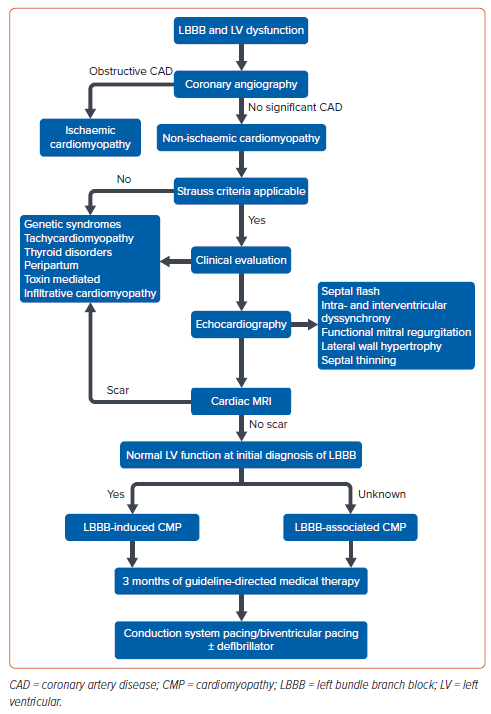 LBBB and LV dysfunction
Obstructive CAD
Coronary angiography
No significant CAD
Ischaemic
cardiomyopathy
Non-ischaemic cardiomyopathy
No
Strauss criteria applicable
Yes
Genetic syndromes
Tachycardiomyopathy
Thyroid disorders
Peripartum
Toxin mediated
Infiltrative cardiomyopathy
Clinical evaluation
Echocardiography
Septal flash
Intra- and interventricular
dyssynchrony
Functional mitral regurgitation
Lateral wall hypertrophy
Septal thinning
Scar
Cardiac MRI
No scar
Normal LV function at initial diagnosis of LBBB
Yes
Unknown
LBBB-induced CMP
LBBB-associated CMP
3 months of guideline-directed medical therapy
Conduction system pacing/biventricular pacing
± defibrillator
CAD = coronary artery disease; CMP = cardiomyopathy; LBBB = left bundle branch block; LV = left
ventricular.